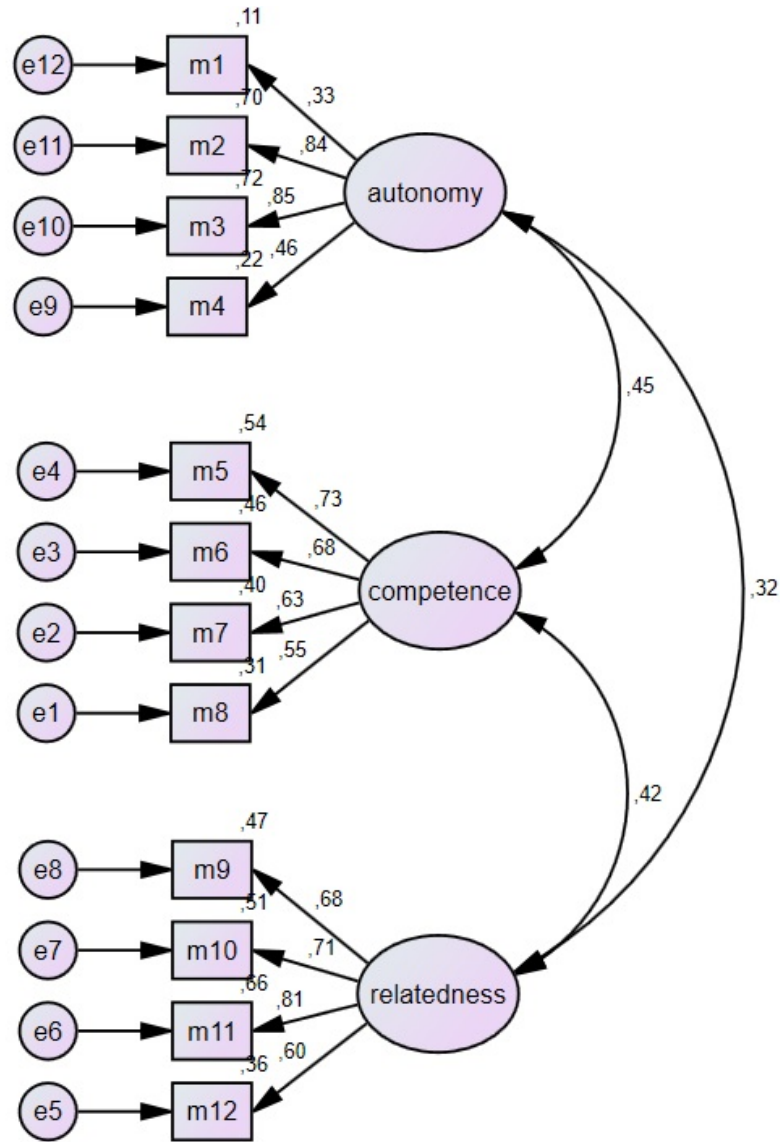 ,11
e12 m1
,33
,70
e11 m2
,84
autonomy
,72
,85
e10 m3
,22 ,46
e9 m4
,45
,54
e4 m5
,73
,46
e3 m6
,68
,40
competence
,32
,63
e2 m7
,55
,31
e1 m8
,42
,47
e8 m9
,68
,51
e7 m10
,71
,66
relatedness
,81
e6 m11
,36 ,60
e5 m12